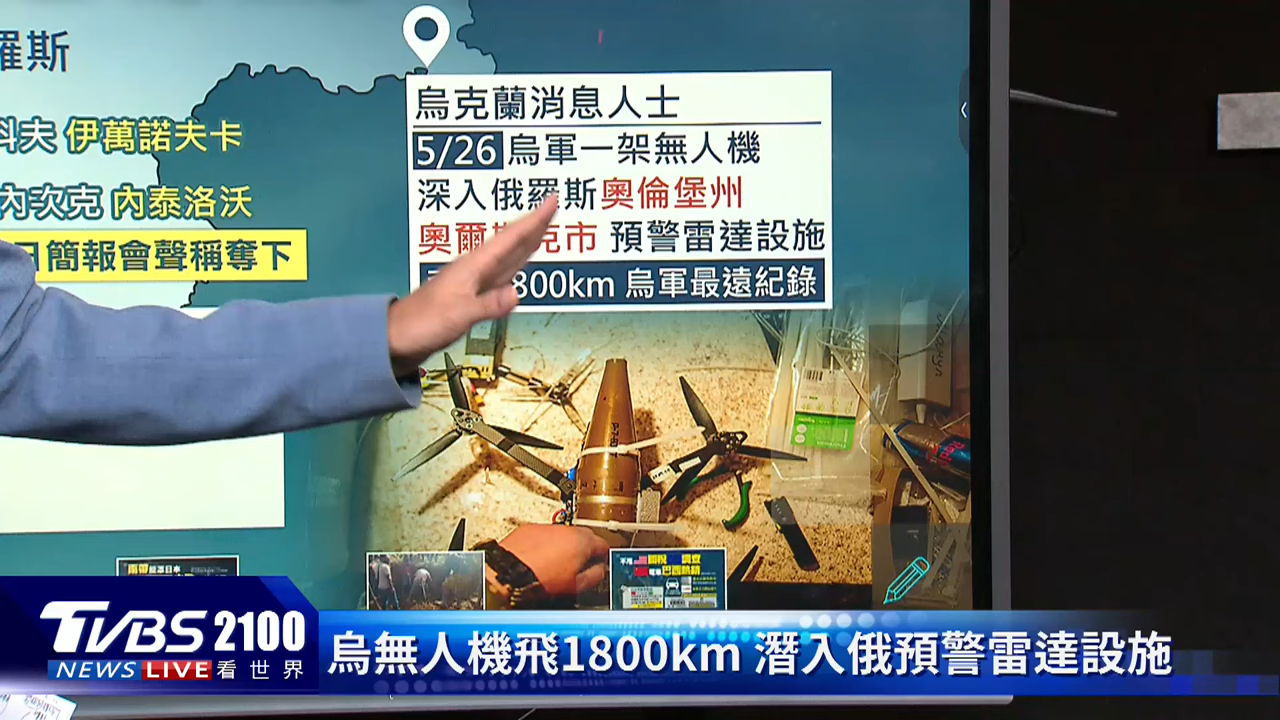 羅斯
科夫 伊萬諾夫卡
內次克 內泰洛沃
日簡報會聲稱奪下
烏克蘭消息人士
5/26 烏軍一架無人機
深入俄羅斯奧倫堡州
奧爾斯克市 預警雷達設施
800km 烏軍最遠紀錄
TVBS 2100
NEWS LIVE 看世界
烏無人機飛1800km 潛入俄預警雷達設施